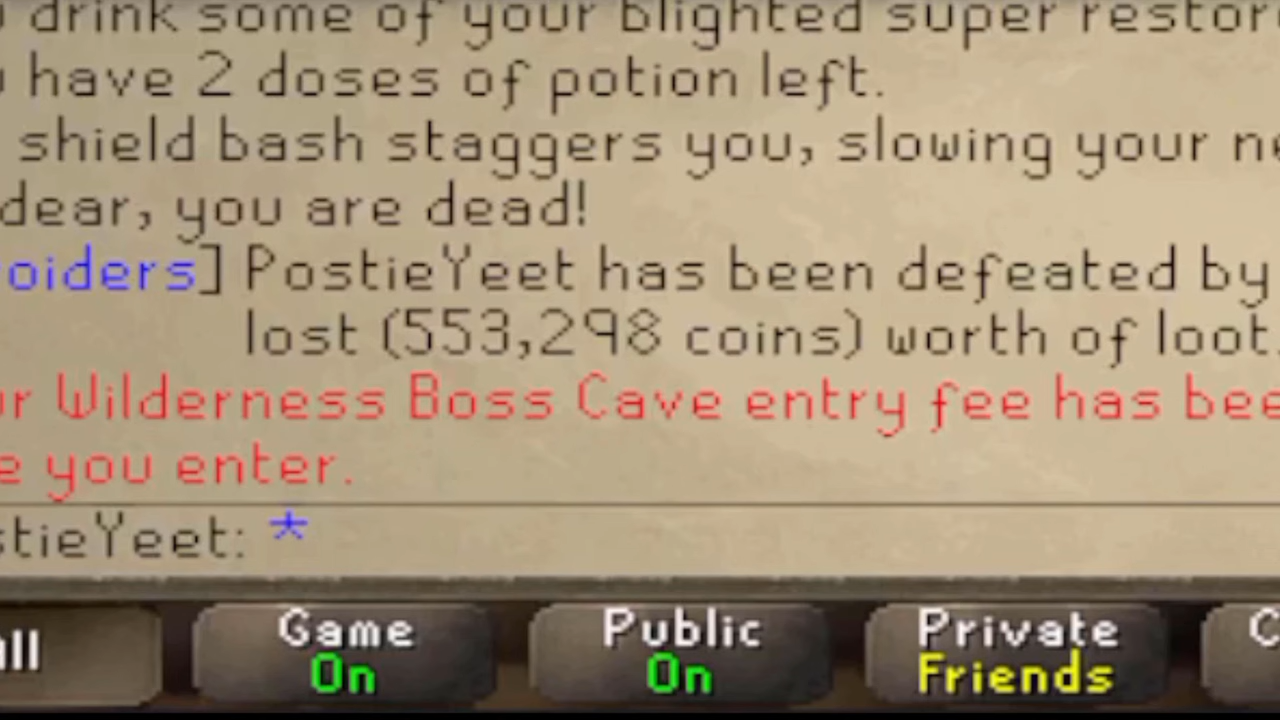 drink some of your blighted super restor
have 2 doses of potion left.
shield bash staggers you, slowing your ne
dear, you are dead!
oiders] PostieYeet has been defeated by
lost (553,298 coins) worth of loot.
ur Wilderness Boss Cave entry fee has bee
e you enter.
stieYeet: *
all Game Public Private C
On On Friends